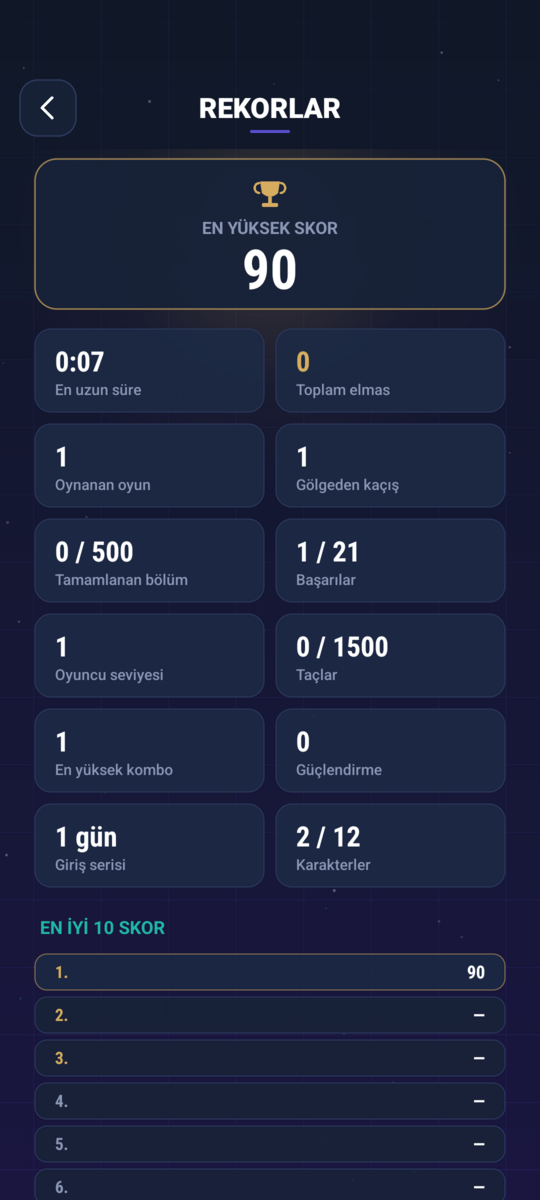 REKORLAR
EN YÜKSEK SKOR
90
0:07
En uzun süre
0
Toplam elmas
1
Oynanan oyun
1
Gölgeden kaçış
0 / 500
Tamamlanan bölüm
1 / 21
Başarılar
1
Oyuncu seviyesi
0 / 1500
Taçlar
1
En yüksek kombo
0
Güçlendirme
1 gün
Giriş serisi
2 / 12
Karakterler
EN İYİ 10 SKOR
1. 90
2. –
3. –
4. –
5. –
6. –